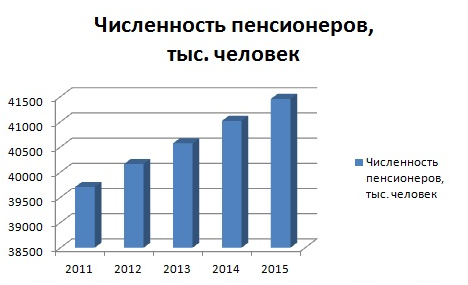 Численность пенсионеров,
тыс. человек
41500
41000
40500
40000
39500
39000
38500
2011 2012 2013 2014 2015
Численность
пенсионеров,
тыс. человек